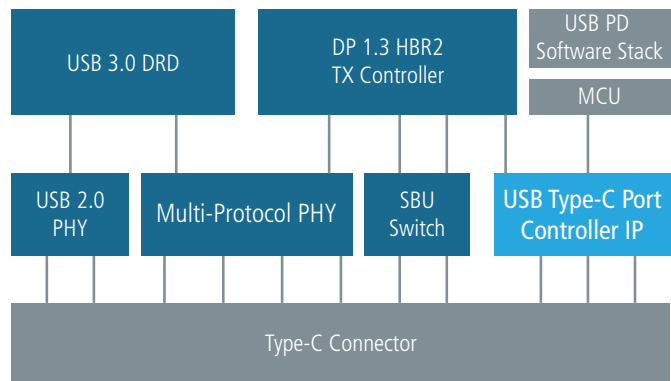 USB 3.0 DRD
DP 1.3 HBR2
TX Controller
USB PD
Software Stack
MCU
USB 2.0
PHY
Multi-Protocol PHY
SBU
Switch
USB Type-C Port
Controller IP
Type-C Connector